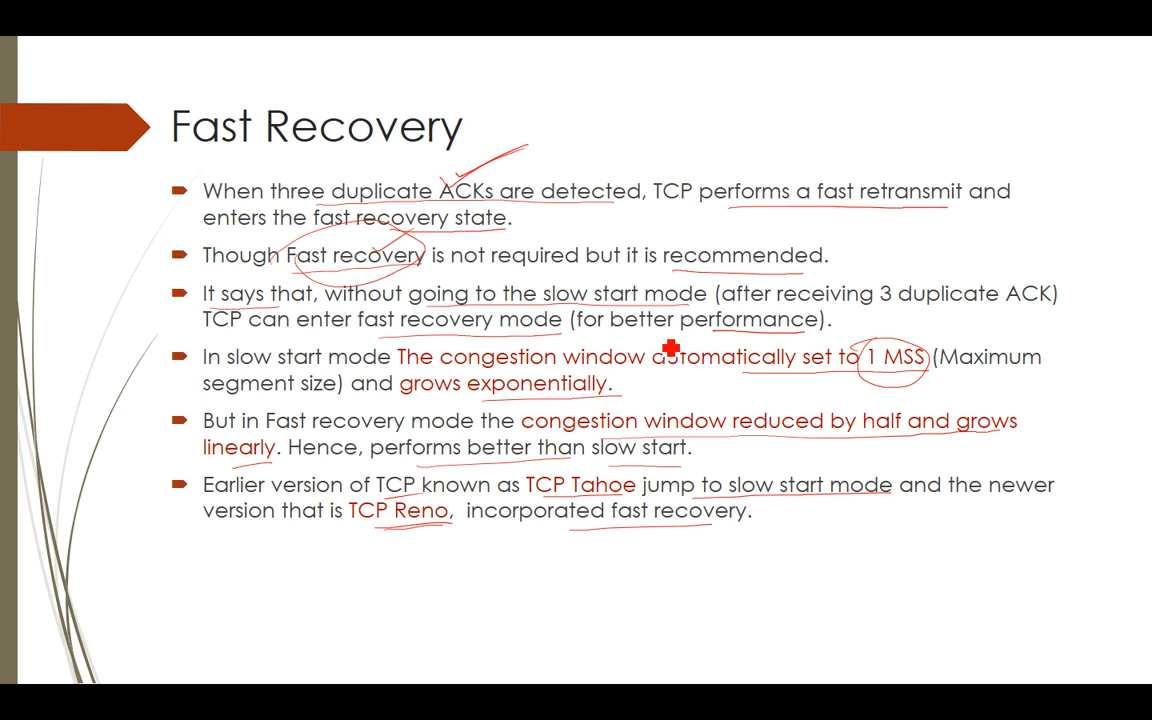 Fast Recovery
When three duplicate ACKs are detected, TCP performs a fast retransmit and
enters the fast recovery state.
Though Fast recovery is not required but it is recommended.
It says that, without going to the slow start mode (after receiving 3 duplicate ACK)
TCP can enter fast recovery mode (for better performance).
In slow start mode The congestion window automatically set to 1 MSS (Maximum
segment size) and grows exponentially.
But in Fast recovery mode the congestion window reduced by half and grows
linearly. Hence, performs better than slow start.
Earlier version of TCP known as TCP Tahoe jump to slow start mode and the newer
version that is TCP Reno, incorporated fast recovery.